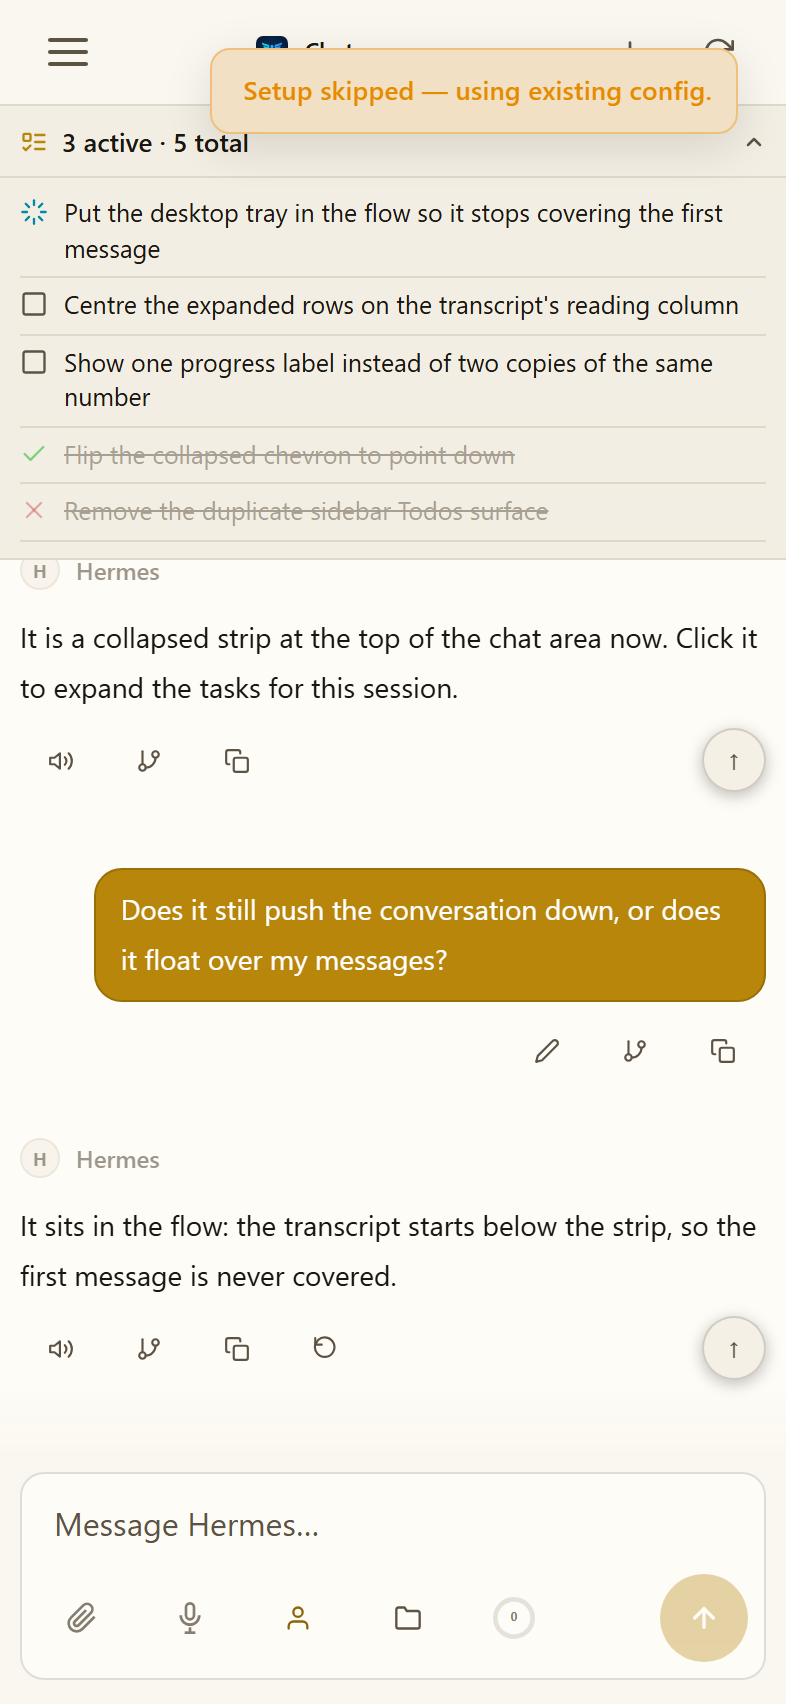 Setup skipped — using existing config.
3 active · 5 total
Put the desktop tray in the flow so it stops covering the first
message
Centre the expanded rows on the transcript's reading column
Show one progress label instead of two copies of the same
number
Flip the collapsed chevron to point down
Remove the duplicate sidebar Todos surface
H Hermes
It is a collapsed strip at the top of the chat area now. Click it
to expand the tasks for this session.
↑
Does it still push the conversation down, or does
it float over my messages?
H Hermes
It sits in the flow: the transcript starts below the strip, so the
first message is never covered.
↑
Message Hermes...
0